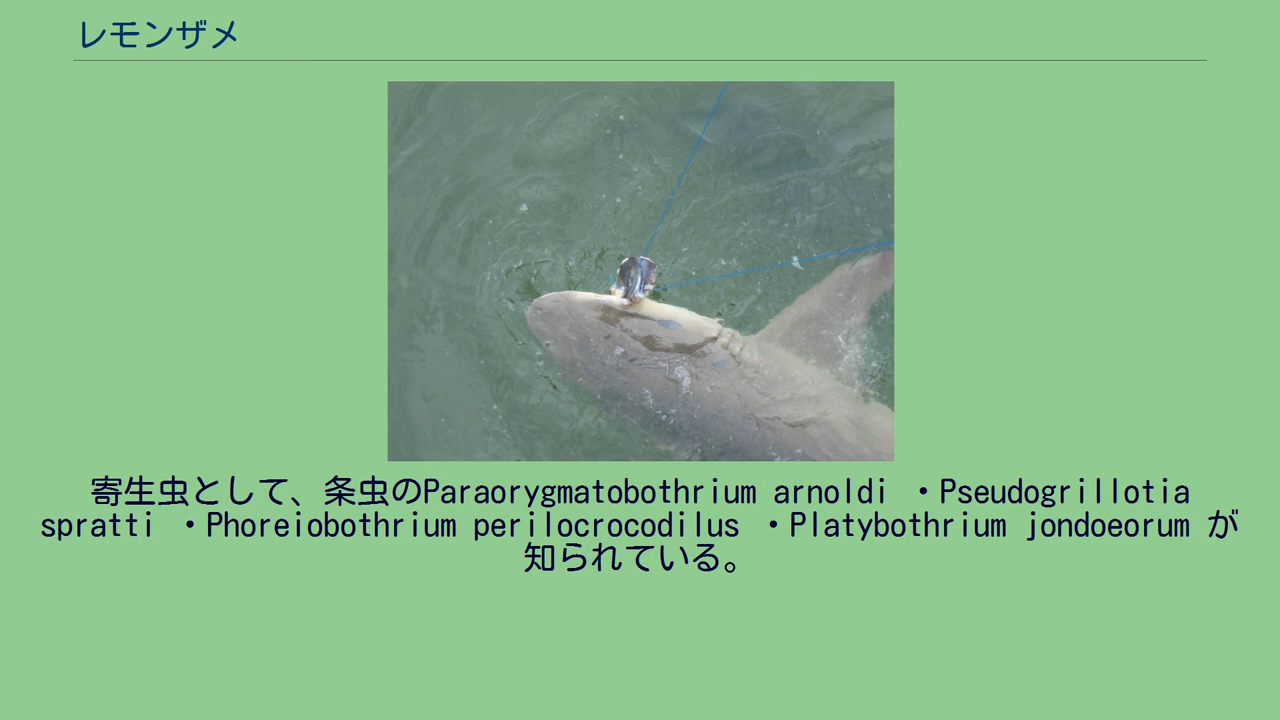 レモンザメ
寄生虫として、条虫のParaorygmatobothrium arnoldi ・Pseudogrillotia
spratti ・Phoreiobothrium perilocrocodilus ・Platybothrium jondoeorum が
知られている。